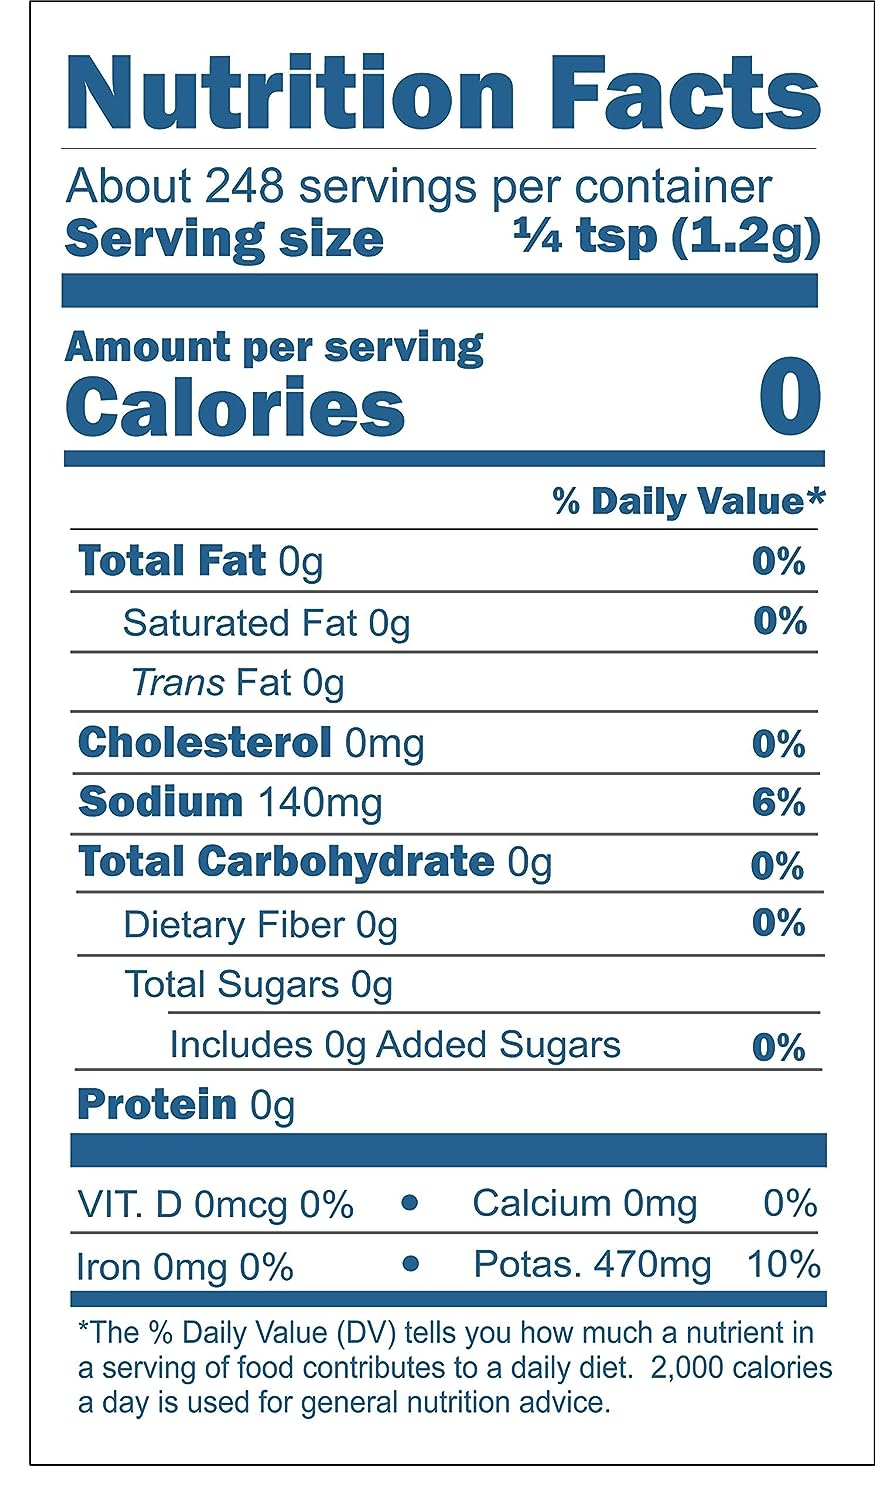 Nutrition Facts
About 248 servings per container
Serving size ¼ tsp (1.2g)
Amount per serving
Calories 0
% Daily Value*
Total Fat 0g 0%
Saturated Fat 0g 0%
Trans Fat 0g
Cholesterol 0mg 0%
Sodium 140mg 6%
Total Carbohydrate 0g 0%
Dietary Fiber 0g 0%
Total Sugars 0g
Includes 0g Added Sugars 0%
Protein 0g
VIT. D 0mcg 0% • Calcium 0mg 0%
Iron 0mg 0% • Potas. 470mg 10%
*The % Daily Value (DV) tells you how much a nutrient in
a serving of food contributes to a daily diet. 2,000 calories
a day is used for general nutrition advice.